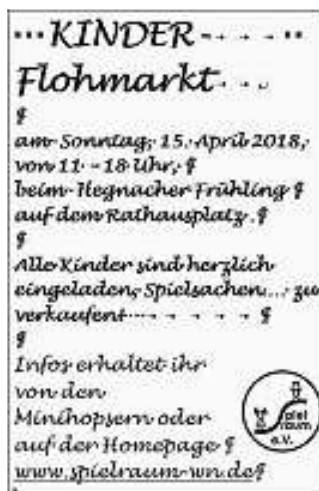 KINDER
Flohmarkt
¶
am·Sonntag,·15.·April·2018,·
von·11·–·18·Uhr,·¶
beim·Hegnacher·Frühling·¶
auf·dem·Rathausplatz.¶
¶
Alle·Kinder·sind·herzlich·
eingeladen,·Spielsachen...·zu·
verkaufen!¶
¶
Infos·erhaltet·ihr·
von·den·
Minihopsern·oder·
auf·der·Homepage·¶
www.spielraum-wn.de¶
Spiel
raum
e.V.